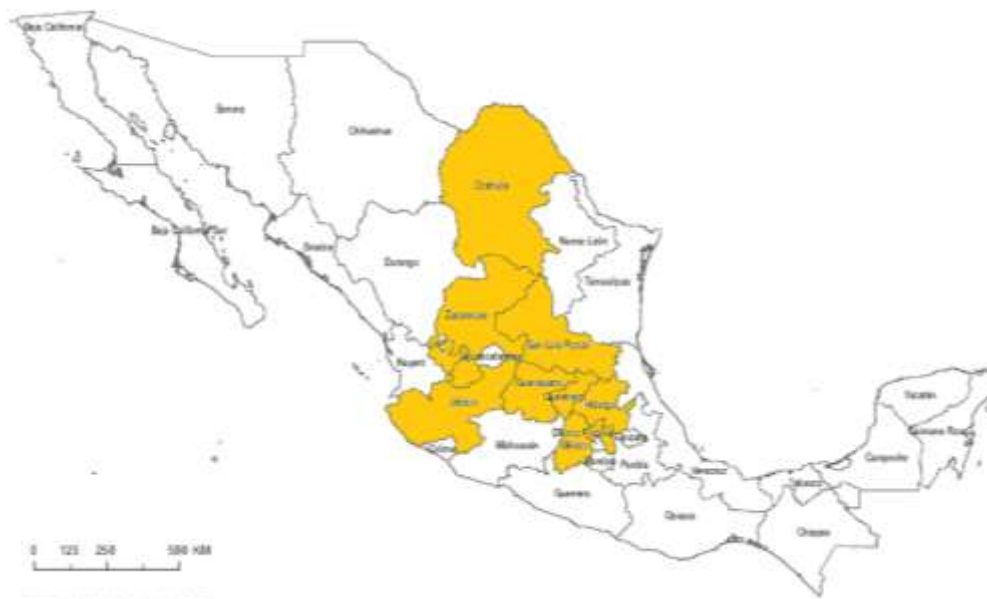 Baja California
Sonora
Chihuahua
Coahuila
Nuevo León
Tamaulipas
Baja California Sur
Sinaloa
Durango
Zacatecas
San Luis Potosí
Nayarit
Aguascalientes
Guanajuato
Querétaro
Hidalgo
Jalisco
Colima
Michoacán
México
Tlaxcala
Morelos
Puebla
Veracruz
Guerrero
Oaxaca
Tabasco
Chiapas
Campeche
Yucatán
Quintana Roo
0 125 250 500 KM